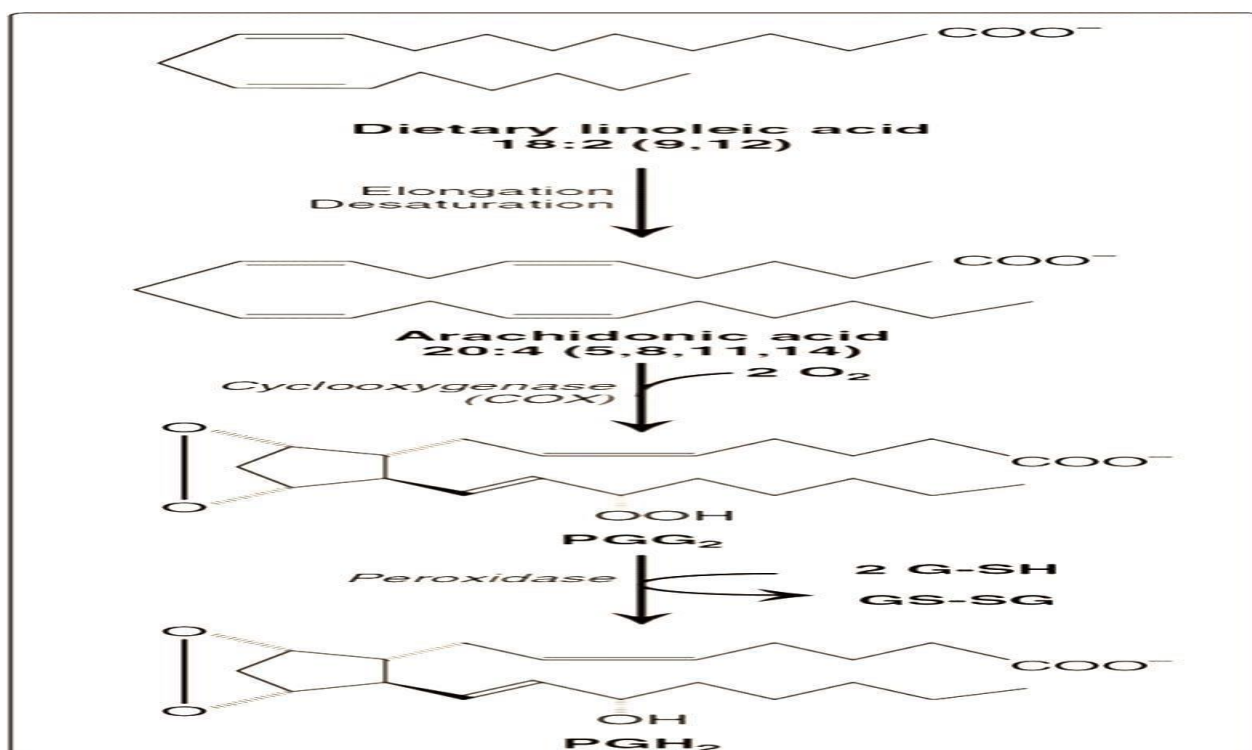 COO⁻
Dietary linoleic acid
18:2 (9,12)
Elongation
Desaturation
COO⁻
Arachidonic acid
20:4 (5,8,11,14)
Cyclooxygenase
(COX)
2 O₂
O
O
COO⁻
OOH
PGG₂
Peroxidase
2 G-SH
GS-SG
O
O
COO⁻
OH
PGH₂